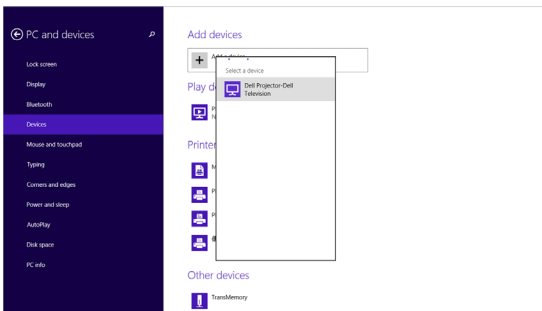 PC and devices
Lock screen
Display
Bluetooth
Devices
Mouse and touchpad
Typing
Corners and edges
Power and sleep
AutoPlay
Disk space
PC info
Add devices
Select a device
Dell Projector-Dell
Television
Play d
P
N
Printer
M
P
P
Other devices
TransMemory